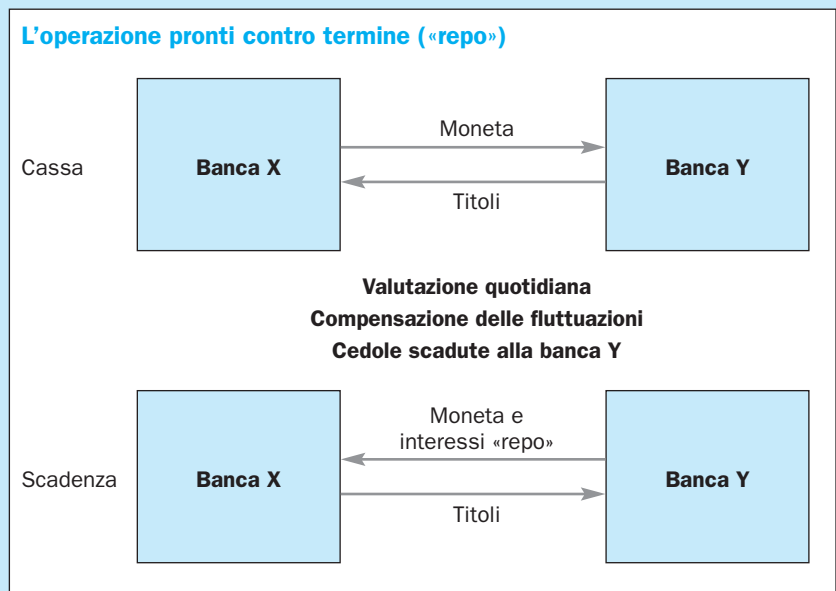 L'operazione pronti contro termine («repo»)
Cassa
Banca X
Moneta
Titoli
Banca Y
Valutazione quotidiana
Compensazione delle fluttuazioni
Cedole scadute alla banca Y
Scadenza
Banca X
Moneta e
interessi «repo»
Titoli
Banca Y